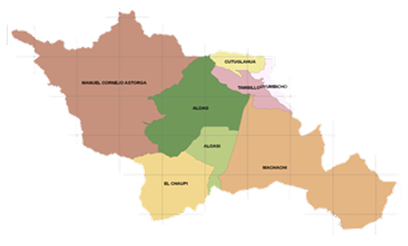 CUTUGLAHUA
MANUEL CORNEJO ASTORGA
TAMBILLO
UYUMBICHO
ALOAG
ALOASI
MACHACHI
EL CHAUPI